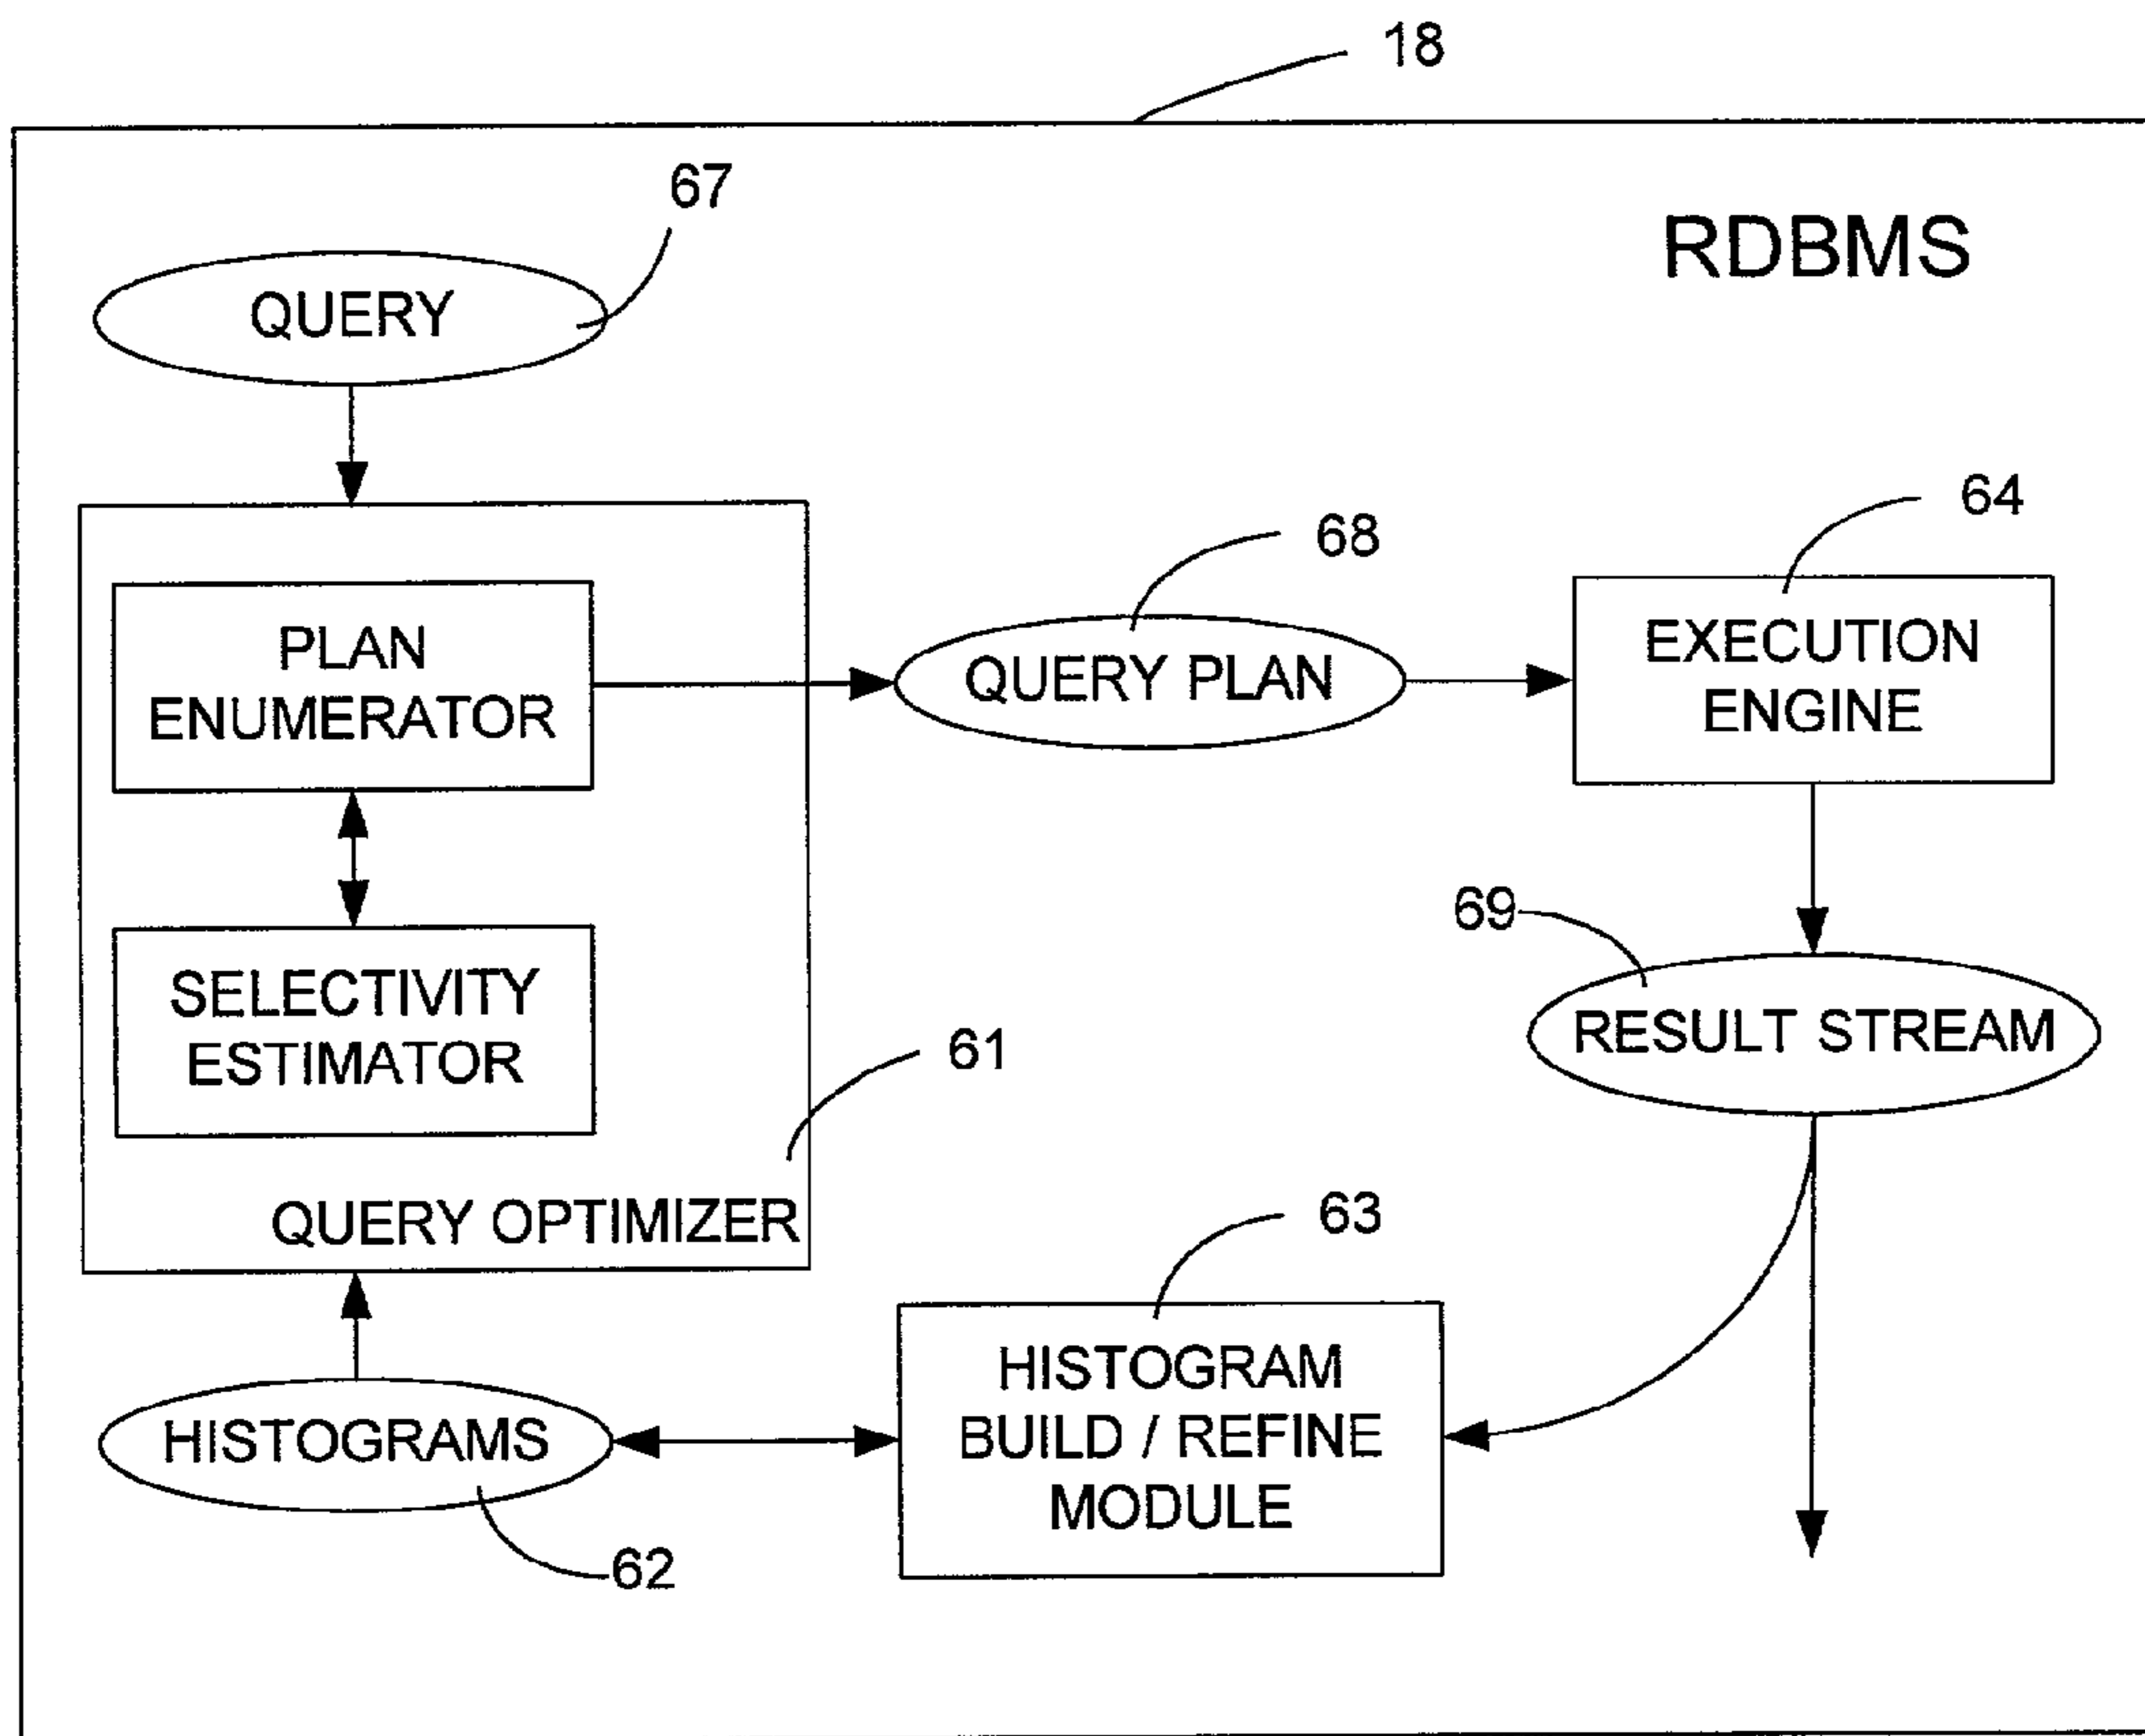 18
67
RDBMS
QUERY
64
68
PLAN
ENUMERATOR
QUERY PLAN
EXECUTION
ENGINE
69
SELECTIVITY
ESTIMATOR
RESULT STREAM
61
QUERY OPTIMIZER
63
HISTOGRAMS
HISTOGRAM
BUILD / REFINE
MODULE
62